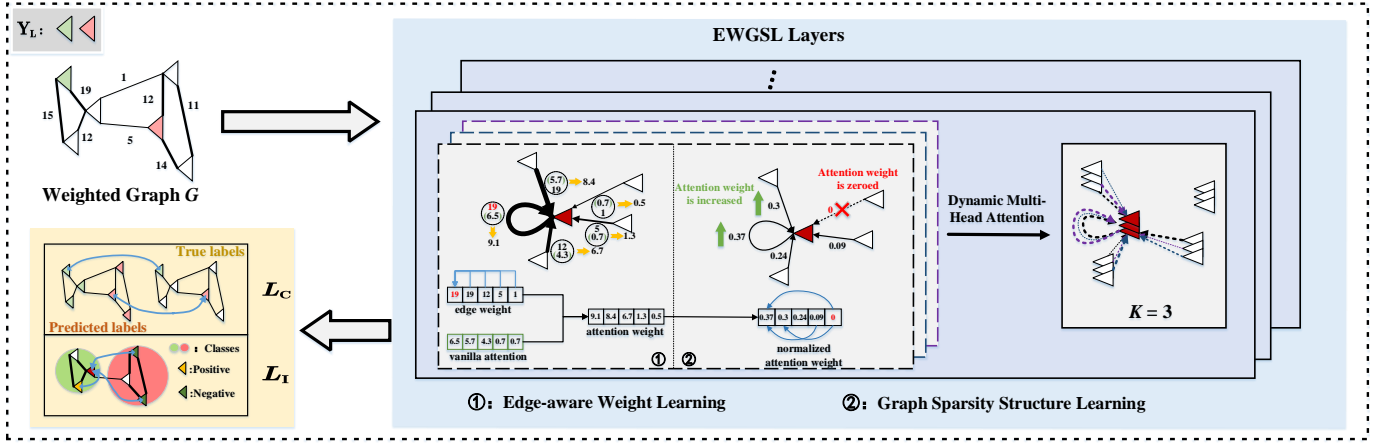 Y_L :
EWGSL Layers
1
19
12
11
15
12
5
14
Weighted Graph G
(5.7)
19
8.4
(0.7)
1
0.5
19
(6.5)
9.1
5
(0.7)
1.3
12
(4.3)
6.7
19 19 12 5 1
edge weight
6.5 5.7 4.3 0.7 0.7
vanilla attention
9.1 8.4 6.7 1.3 0.5
attention weight
①
Attention weight
is increased
Attention weight
is zeroed
0.3
0
0.37
0.09
0.24
0.37 0.3 0.24 0.09 0
normalized
attention weight
②
Dynamic Multi-
Head Attention
K = 3
True labels
Predicted labels
L_C
: Classes
:Positive
:Negative
L_I
①: Edge-aware Weight Learning
②: Graph Sparsity Structure Learning